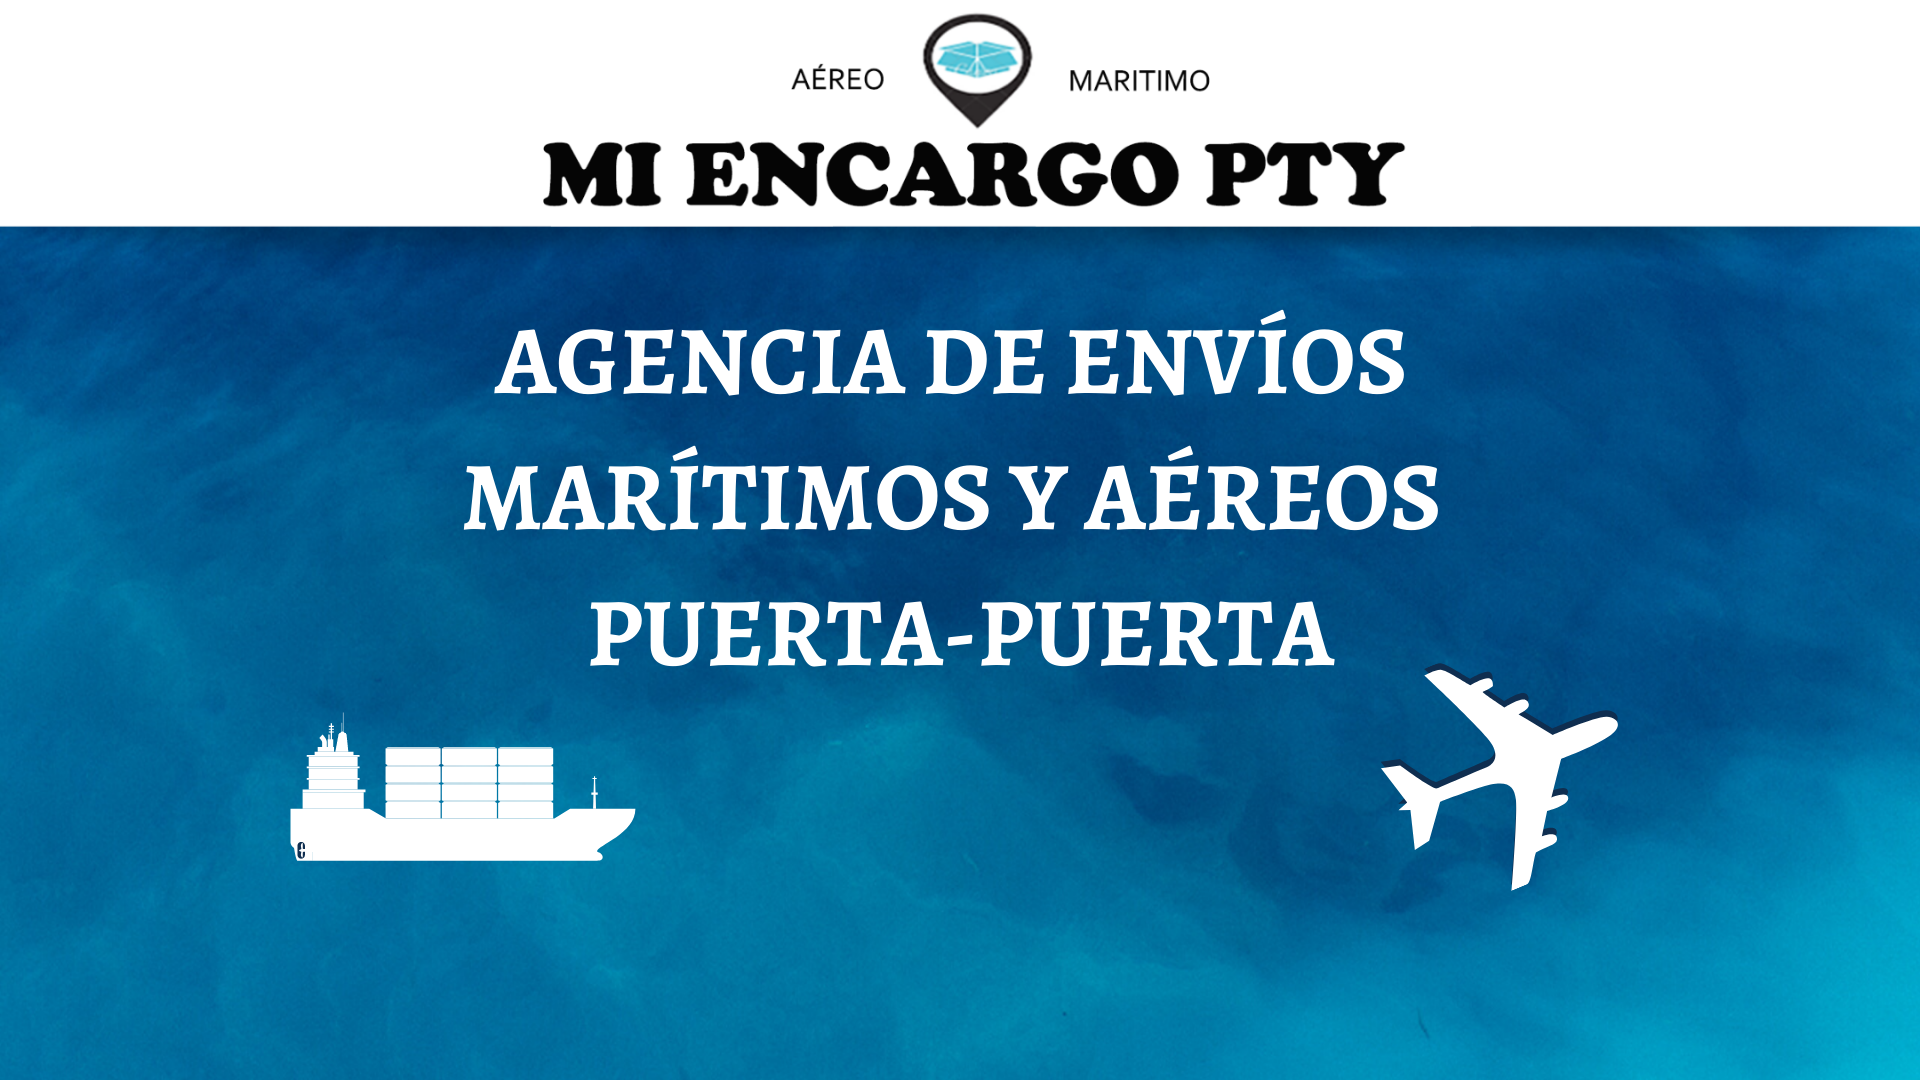 AÉREO MARITIMO
MI ENCARGO PTY
AGENCIA DE ENVÍOS
MARÍTIMOS Y AÉREOS
PUERTA-PUERTA